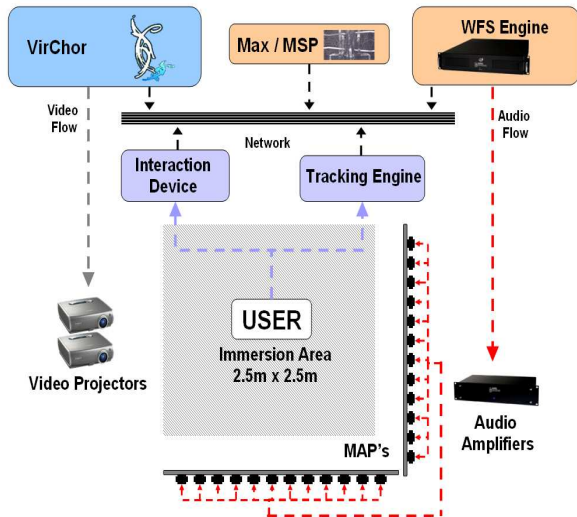 VirChor
Max / MSP
WFS Engine
Video
Flow
Audio
Flow
Network
Interaction
Device
Tracking Engine
USER
Immersion Area
2.5m x 2.5m
Video Projectors
Audio
Amplifiers
MAP's